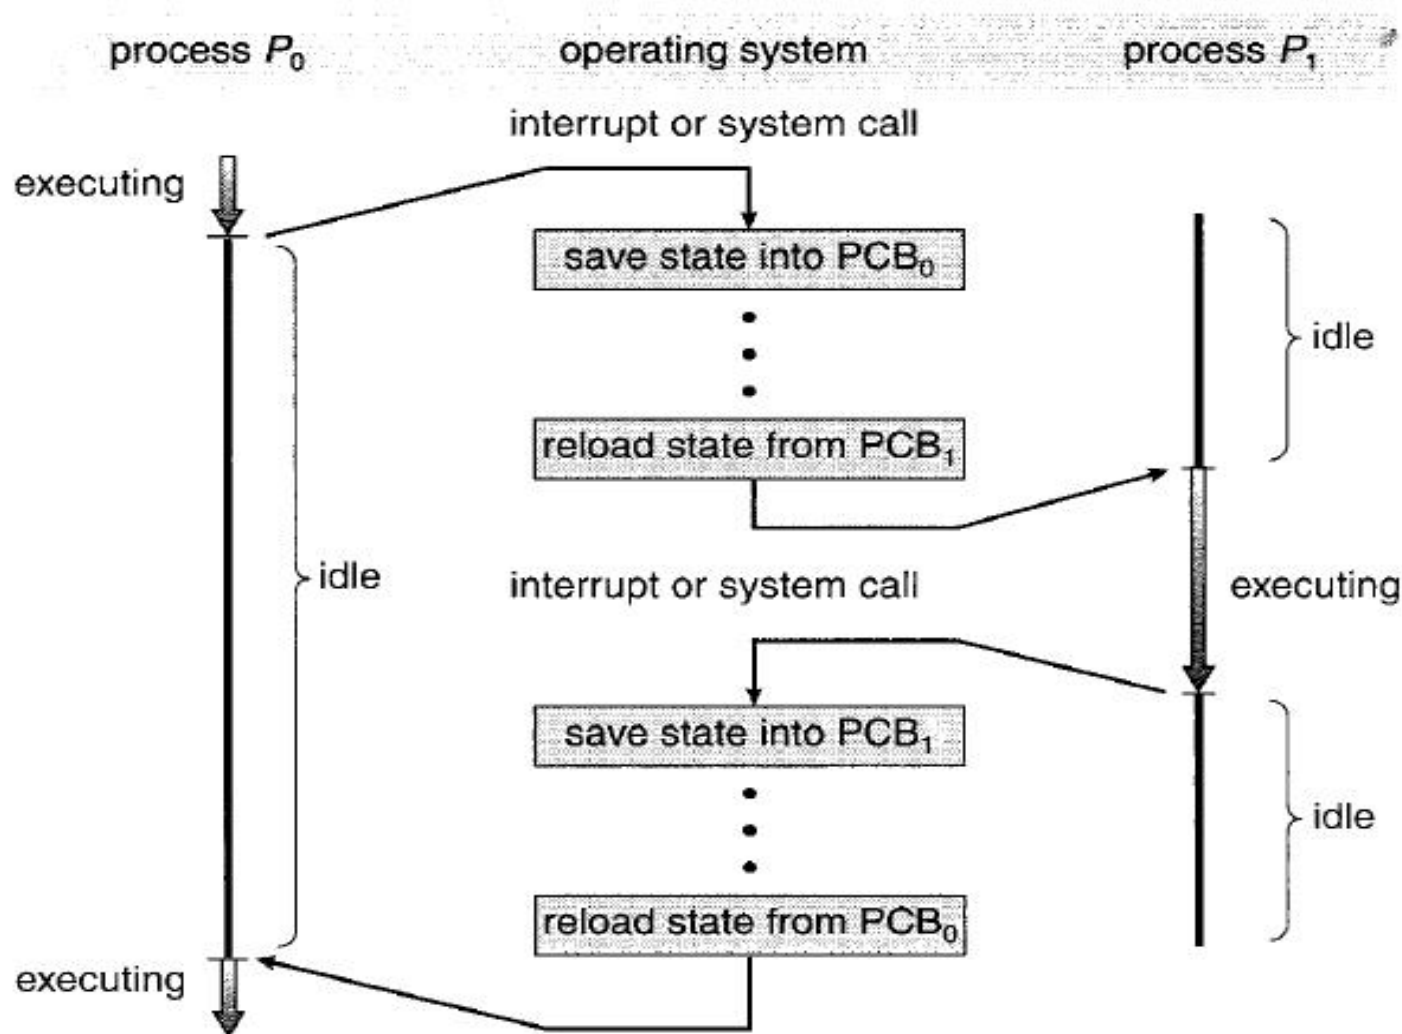 process P₀ operating system process P₁
interrupt or system call
executing
save state into PCB₀
idle
reload state from PCB₁
idle
interrupt or system call
executing
save state into PCB₁
idle
reload state from PCB₀
executing